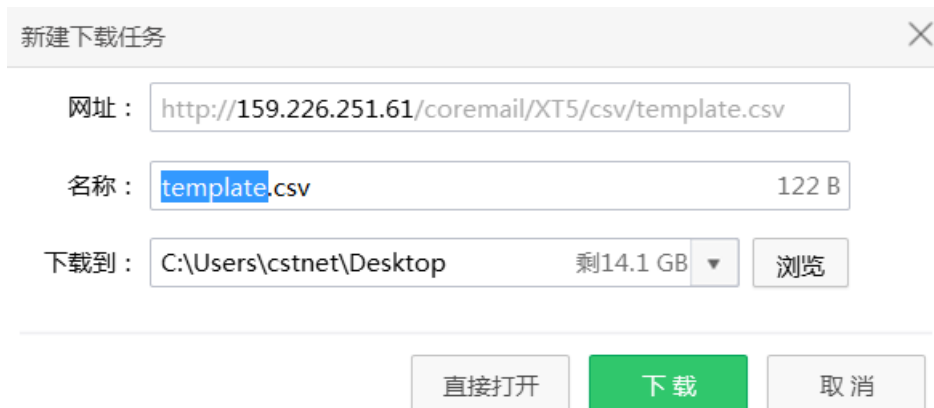 新建下载任务
网址： http://159.226.251.61/coremail/XT5/csv/template.csv
名称： template.csv 122 B
下载到： C:\Users\cstnet\Desktop 剩14.1 GB 浏览
直接打开 下载 取消